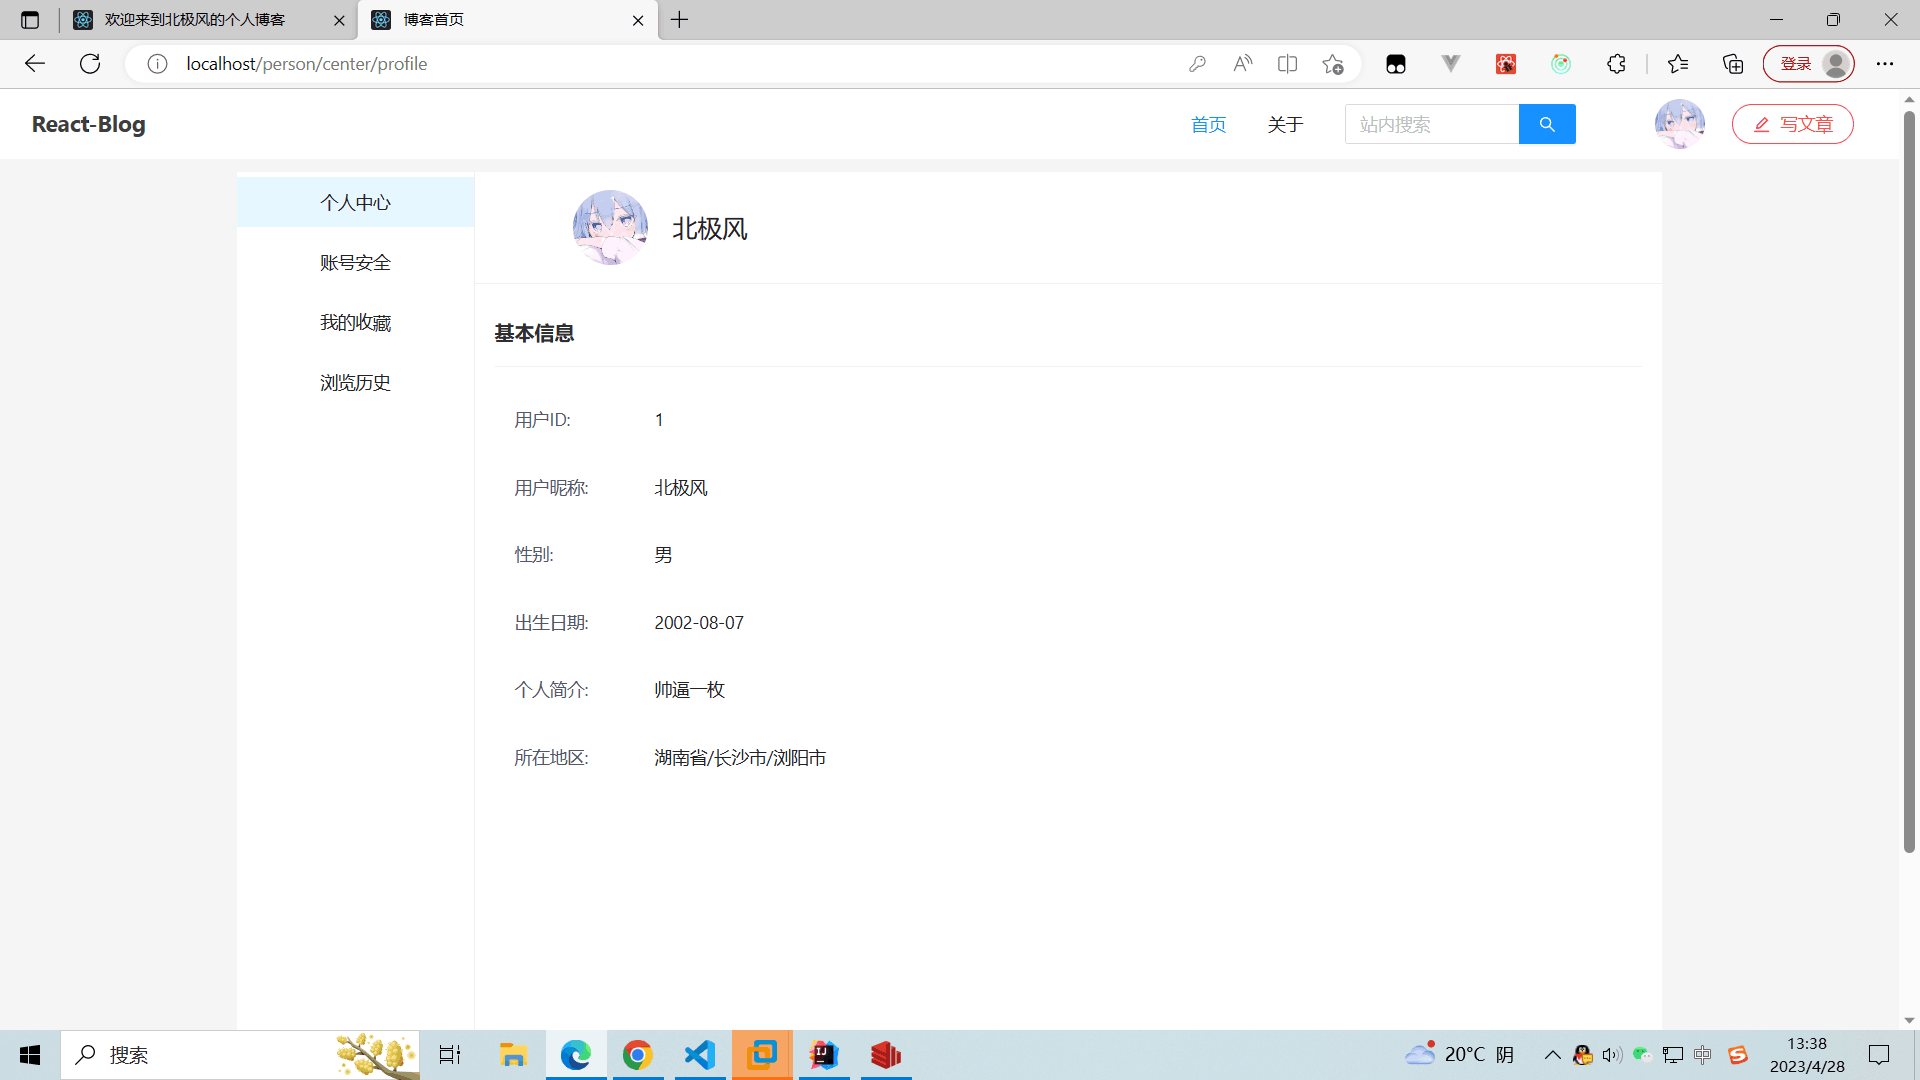 欢迎来到北极风的个人博客
博客首页
localhost/person/center/profile
登录
React-Blog
首页
关于
站内搜索
写文章
个人中心
账号安全
我的收藏
浏览历史
北极风
基本信息
用户ID: 1
用户昵称: 北极风
性别: 男
出生日期: 2002-08-07
个人简介: 帅逼一枚
所在地区: 湖南省/长沙市/浏阳市
搜索
20°C 阴
中
13:38
2023/4/28